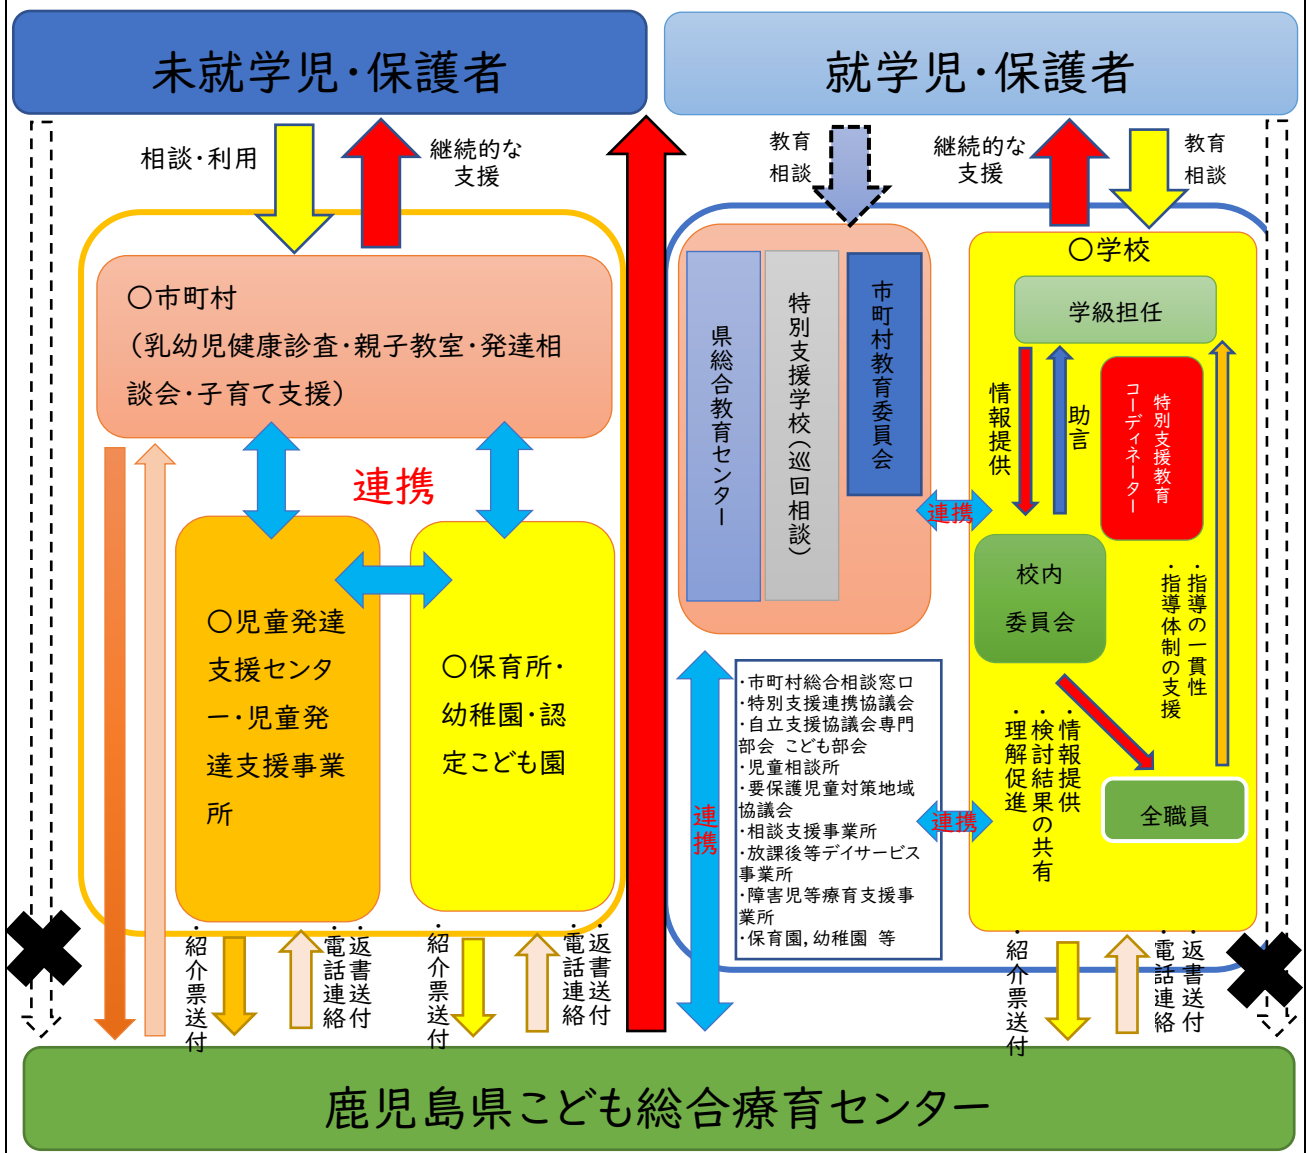 未就学児・保護者
就学児・保護者
相談・利用
継続的な
支援
教育
相談
継続的な
支援
教育
相談
〇市町村
（乳幼児健康診査・親子教室・発達相
談会・子育て支援）
連携
〇児童発達
支援センタ
ー・児童発
達支援事業
所
〇保育所・
幼稚園・認
定こども園
・紹介票送付
・返書送付
・電話連絡
・紹介票送付
・返書送付
・電話連絡
県総合教育センター
特別支援学校（巡回相談）
市町村教育委員会
連携
〇学校
学級担任
情報提供
助言
特別支援教育
コーディネーター
校内
委員会
・指導の一貫性
・指導体制の支援
・情報提供
・検討結果の共有
・理解促進
全職員
連携
・市町村総合相談窓口
・特別支援連携協議会
・自立支援協議会専門
部会 こども部会
・児童相談所
・要保護児童対策地域
協議会
・相談支援事業所
・放課後等デイサービス
事業所
・障害児等療育支援事
業所
・保育園,幼稚園 等
連携
・紹介票送付
・返書送付
・電話連絡
鹿児島県こども総合療育センター